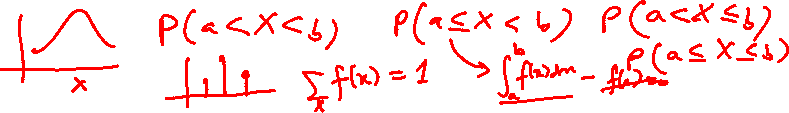 P(a<X<b) P(a≤X<b) P(a<X≤b)
P(a≤X≤b)
x ∑ₓ f(x) = 1 ∫ₐᵇ f(x)dx -